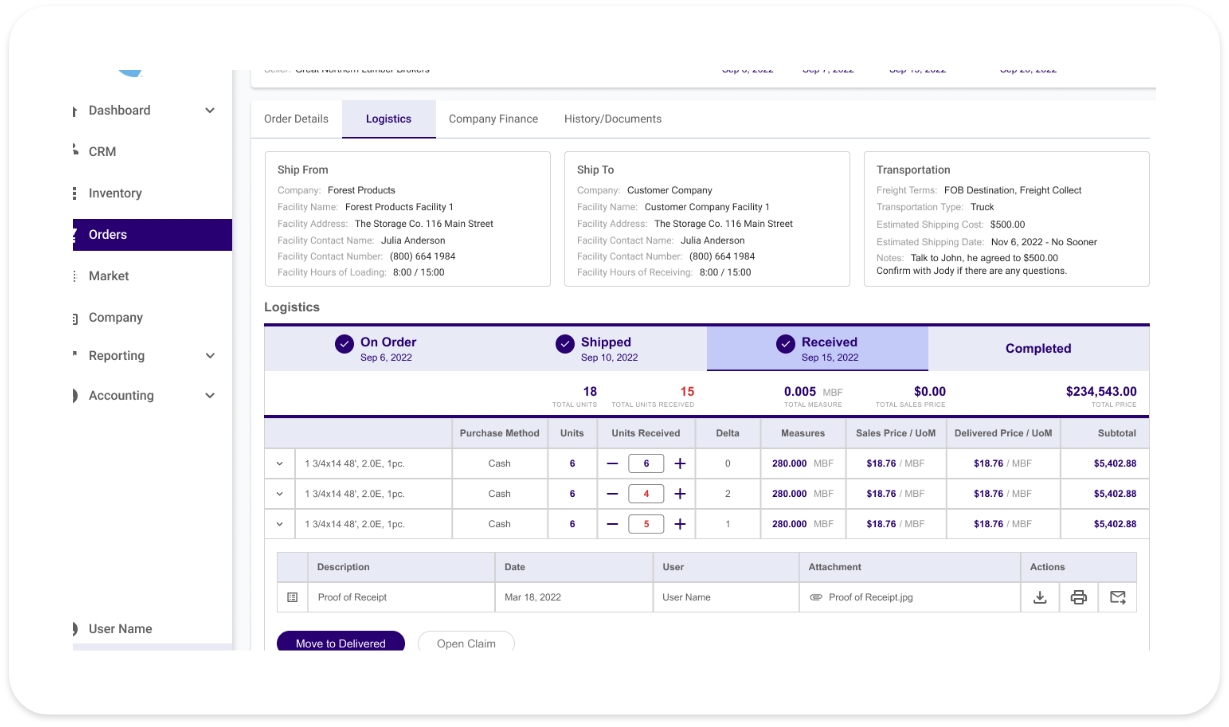 Seller: Great Northern Lumber Brokers Sep 6, 2022 Sep 7, 2022 Sep 15, 2022 Sep 20, 2022
Dashboard
CRM
Inventory
Orders
Market
Company
Reporting
Accounting
User Name
Order Details Logistics Company Finance History/Documents
Ship From
Company: Forest Products
Facility Name: Forest Products Facility 1
Facility Address: The Storage Co. 116 Main Street
Facility Contact Name: Julia Anderson
Facility Contact Number: (800) 664 1984
Facility Hours of Loading: 8:00 / 15:00
Ship To
Company: Customer Company
Facility Name: Customer Company Facility 1
Facility Address: The Storage Co. 116 Main Street
Facility Contact Name: Julia Anderson
Facility Contact Number: (800) 664 1984
Facility Hours of Receiving: 8:00 / 15:00
Transportation
Freight Terms: FOB Destination, Freight Collect
Transportation Type: Truck
Estimated Shipping Cost: $500.00
Estimated Shipping Date: Nov 6, 2022 - No Sooner
Notes: Talk to John, he agreed to $500.00
Confirm with Jody if there are any questions.
Logistics
On Order Shipped Received Completed
Sep 6, 2022 Sep 10, 2022 Sep 15, 2022
18 15 0.005 MBF $0.00 $234,543.00
TOTAL UNITS TOTAL UNITS RECEIVED TOTAL MEASURE TOTAL SALES PRICE TOTAL PRICE
Purchase Method Units Units Received Delta Measures Sales Price / UoM Delivered Price / UoM Subtotal
1 3/4x14 48', 2.0E, 1pc. Cash 6 — 6 + 0 280.000 MBF $18.76 / MBF $18.76 / MBF $5,402.88
1 3/4x14 48', 2.0E, 1pc. Cash 6 — 4 + 2 280.000 MBF $18.76 / MBF $18.76 / MBF $5,402.88
1 3/4x14 48', 2.0E, 1pc. Cash 6 — 5 + 1 280.000 MBF $18.76 / MBF $18.76 / MBF $5,402.88
Description Date User Attachment Actions
Proof of Receipt Mar 18, 2022 User Name Proof of Receipt.jpg
Move to Delivered Open Claim